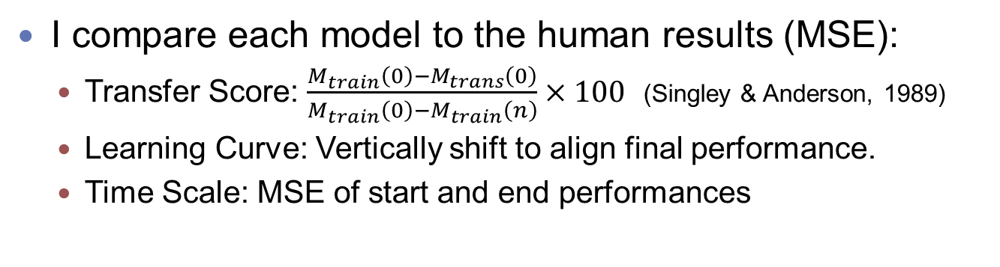 • I compare each model to the human results (MSE):
• Transfer Score: \frac{M_{train}(0)-M_{trans}(0)}{M_{train}(0)-M_{train}(n)} × 100 (Singley & Anderson, 1989)
• Learning Curve: Vertically shift to align final performance.
• Time Scale: MSE of start and end performances